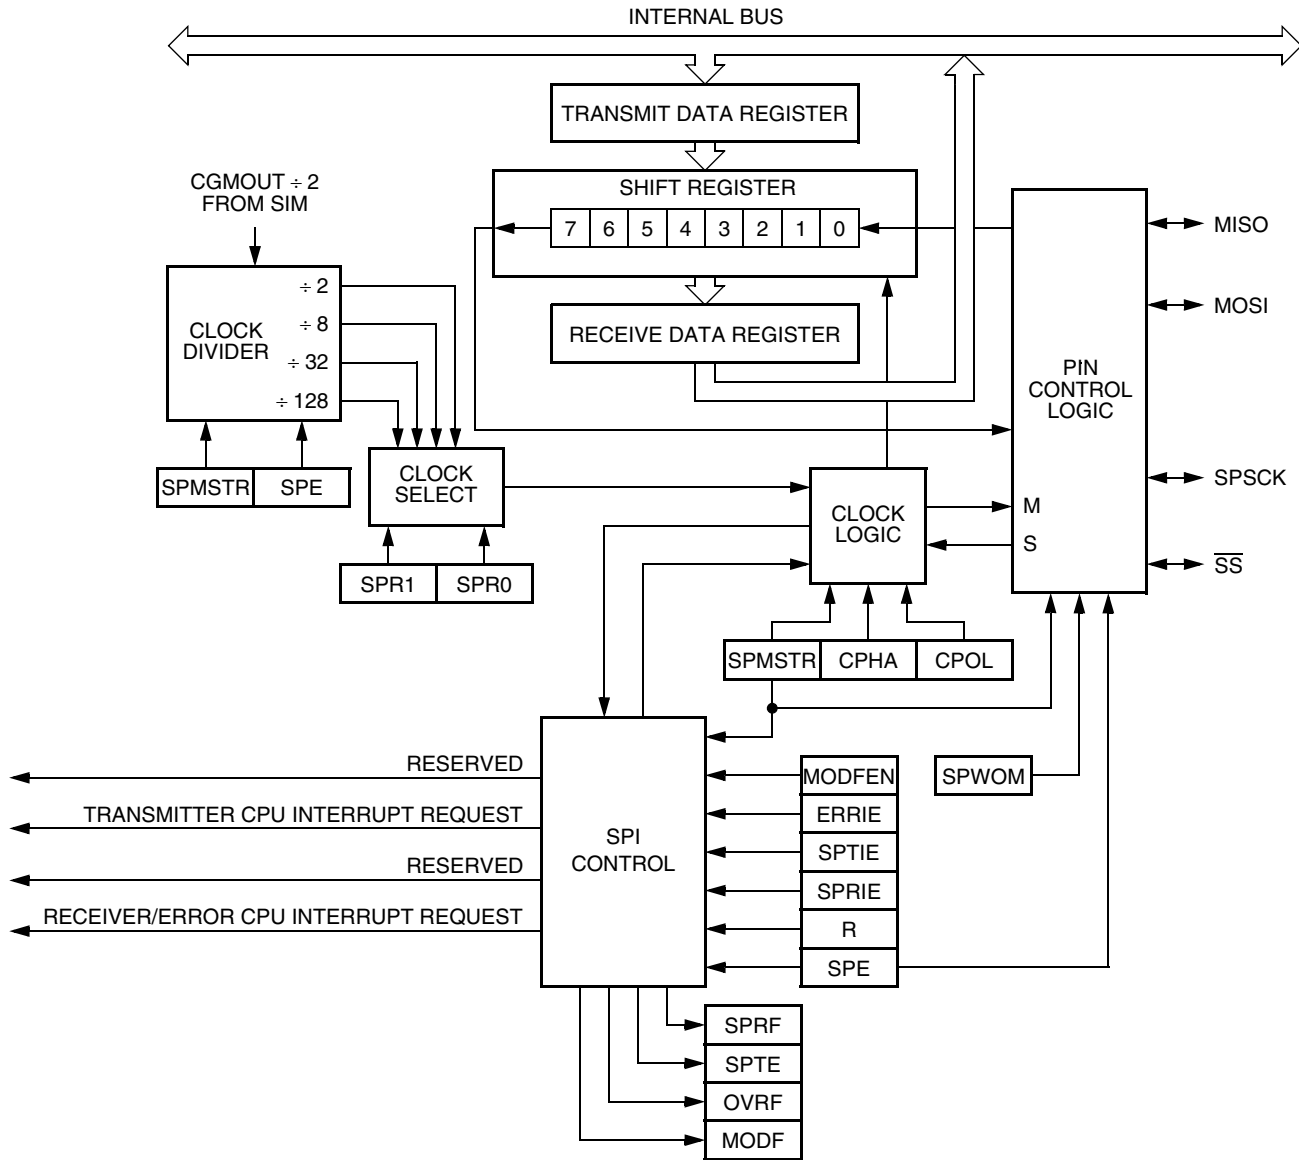 INTERNAL BUS
TRANSMIT DATA REGISTER
SHIFT REGISTER
7 6 5 4 3 2 1 0
RECEIVE DATA REGISTER
CGMOUT ÷ 2
FROM SIM
CLOCK
DIVIDER
÷ 2
÷ 8
÷ 32
÷ 128
SPMSTR SPE
CLOCK
SELECT
SPR1 SPR0
CLOCK
LOGIC
SPMSTR CPHA CPOL
PIN
CONTROL
LOGIC
M
S
MISO
MOSI
SPSCK
SS
SPWOM
RESERVED
TRANSMITTER CPU INTERRUPT REQUEST
RESERVED
RECEIVER/ERROR CPU INTERRUPT REQUEST
SPI
CONTROL
MODFEN
ERRIE
SPTIE
SPRIE
R
SPE
SPRF
SPTE
OVRF
MODF